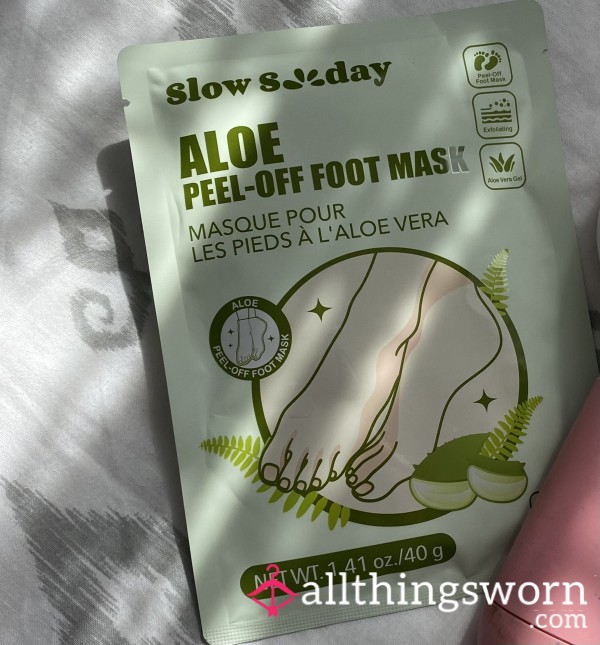 slow sunday
Peel-Off
Foot Mask
Exfoliating
Aloe Vera Gel
ALOE
PEEL-OFF FOOT MASK
MASQUE POUR
LES PIEDS À L'ALOE VERA
ALOE
PEEL-OFF FOOT MASK
NET WT. 1.41 oz./40 g
allthingsworn
.com